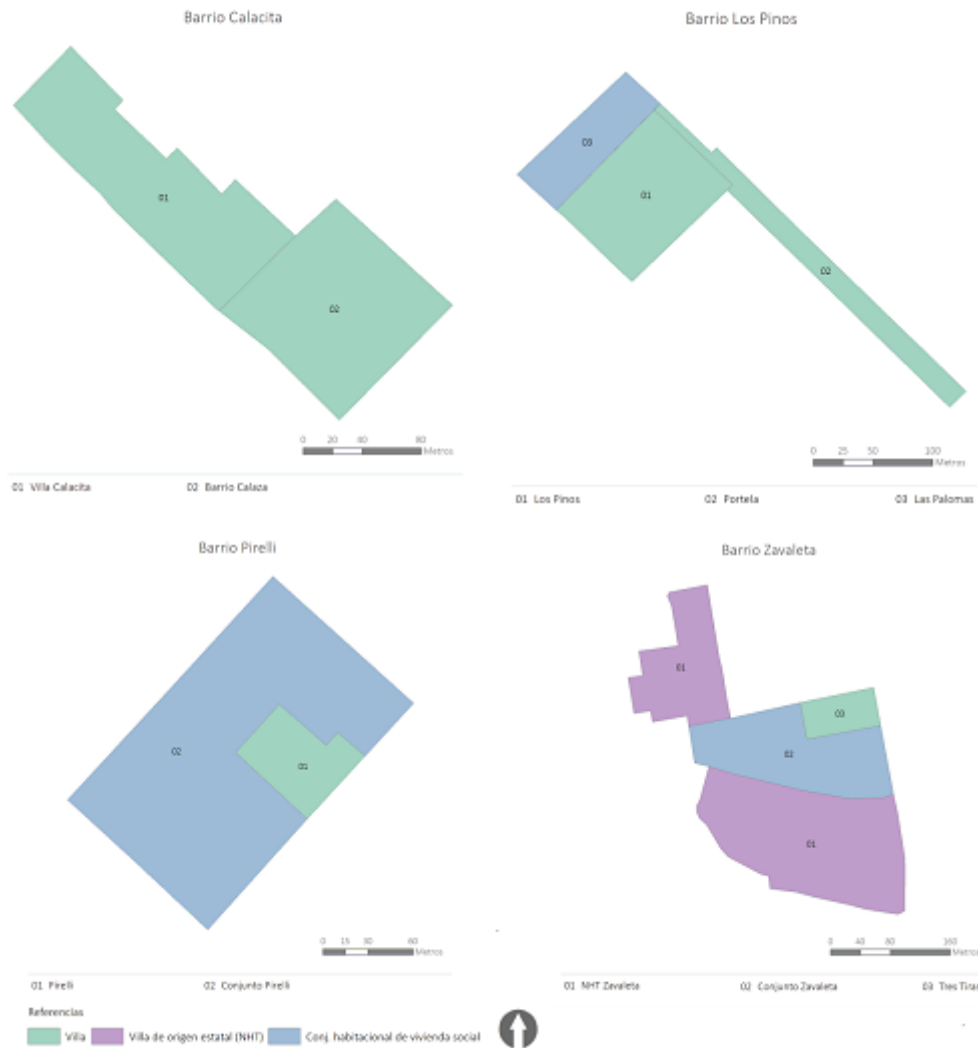 Barrio Calacita
Barrio Los Pinos
03
01
01
02
02
0 20 40 80
Metros
0 25 50 100
Metros
01 Villa Calacita 02 Barrio Calaza
01 Los Pinos 02 Portela 03 Las Palomas
Barrio Pirelli
Barrio Zavaleta
01
03
02
02
01
01
0 15 30 60
Metros
0 40 80 160
Metros
01 Pirelli 02 Conjunto Pirelli
01 NHT Zavaleta 02 Conjunto Zavaleta 03 Tres Tiras
Referencias
Villa Villa de origen estatal (NHT) Conj. habitacional de vivienda social